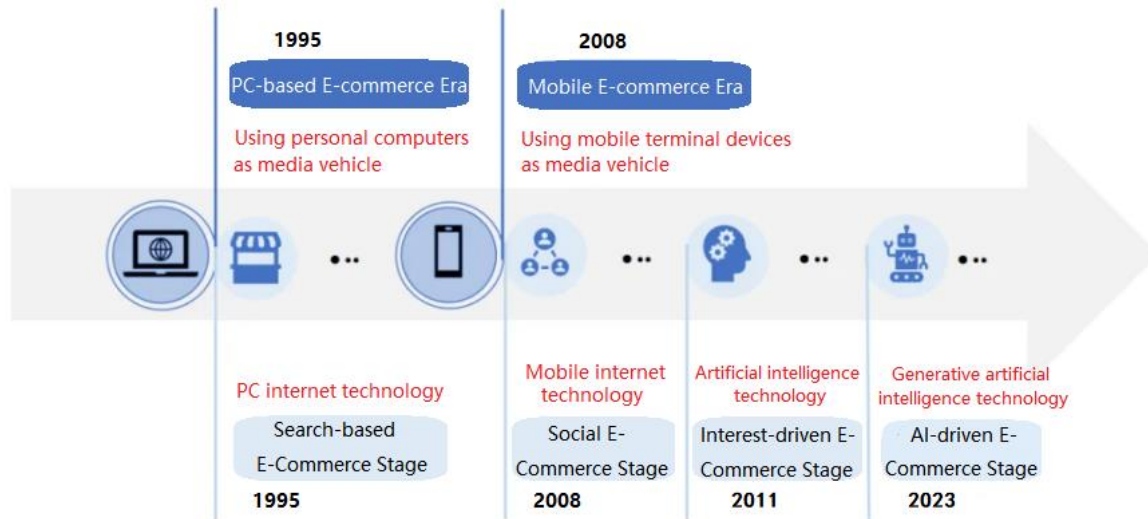 1995
PC-based E-commerce Era
Using personal computers
as media vehicle
2008
Mobile E-commerce Era
Using mobile terminal devices
as media vehicle
PC internet technology
Search-based
E-Commerce Stage
1995
Mobile internet
technology
Social E-
Commerce Stage
2008
Artificial intelligence
technology
Interest-driven E-
Commerce Stage
2011
Generative artificial
intelligence technology
AI-driven E-
Commerce Stage
2023